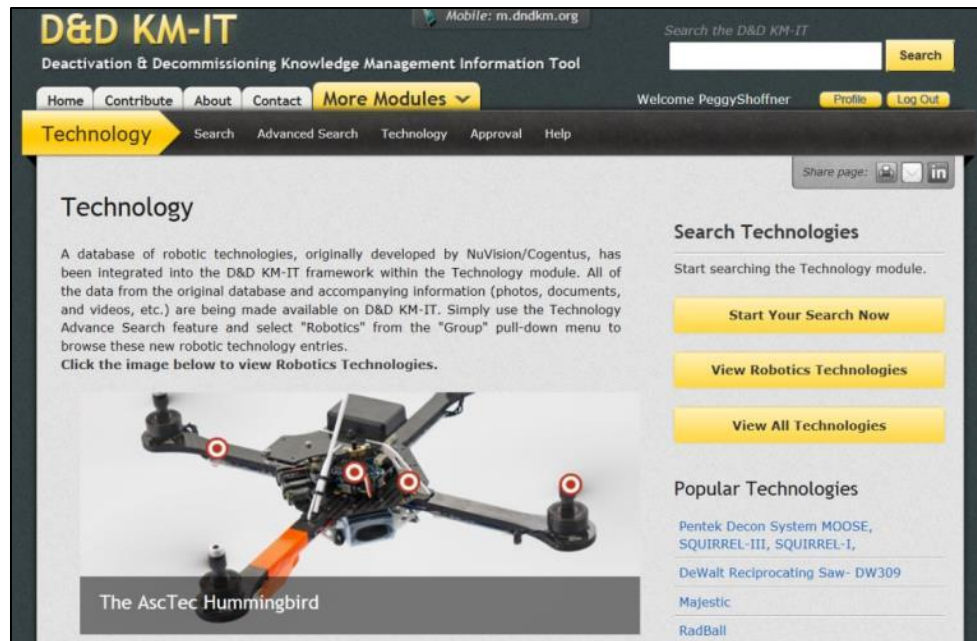 D&D KM-IT
Mobile: m.dndkm.org
Search the D&D KM-IT
Deactivation & Decommissioning Knowledge Management Information Tool
Search
Home Contribute About Contact More Modules
Welcome PeggyShoffner Profile Log Out
Technology Search Advanced Search Technology Approval Help
Share page: in
Technology
A database of robotic technologies, originally developed by NuVision/Cogentus, has
been integrated into the D&D KM-IT framework within the Technology module. All of
the data from the original database and accompanying information (photos, documents,
and videos, etc.) are being made available on D&D KM-IT. Simply use the Technology
Advance Search feature and select "Robotics" from the "Group" pull-down menu to
browse these new robotic technology entries.
Click the image below to view Robotics Technologies.
The AscTec Hummingbird
Search Technologies
Start searching the Technology module.
Start Your Search Now
View Robotics Technologies
View All Technologies
Popular Technologies
Pentek Decon System MOOSE,
SQUIRREL-III, SQUIRREL-I,
DeWalt Reciprocating Saw- DW309
Majestic
RadBall